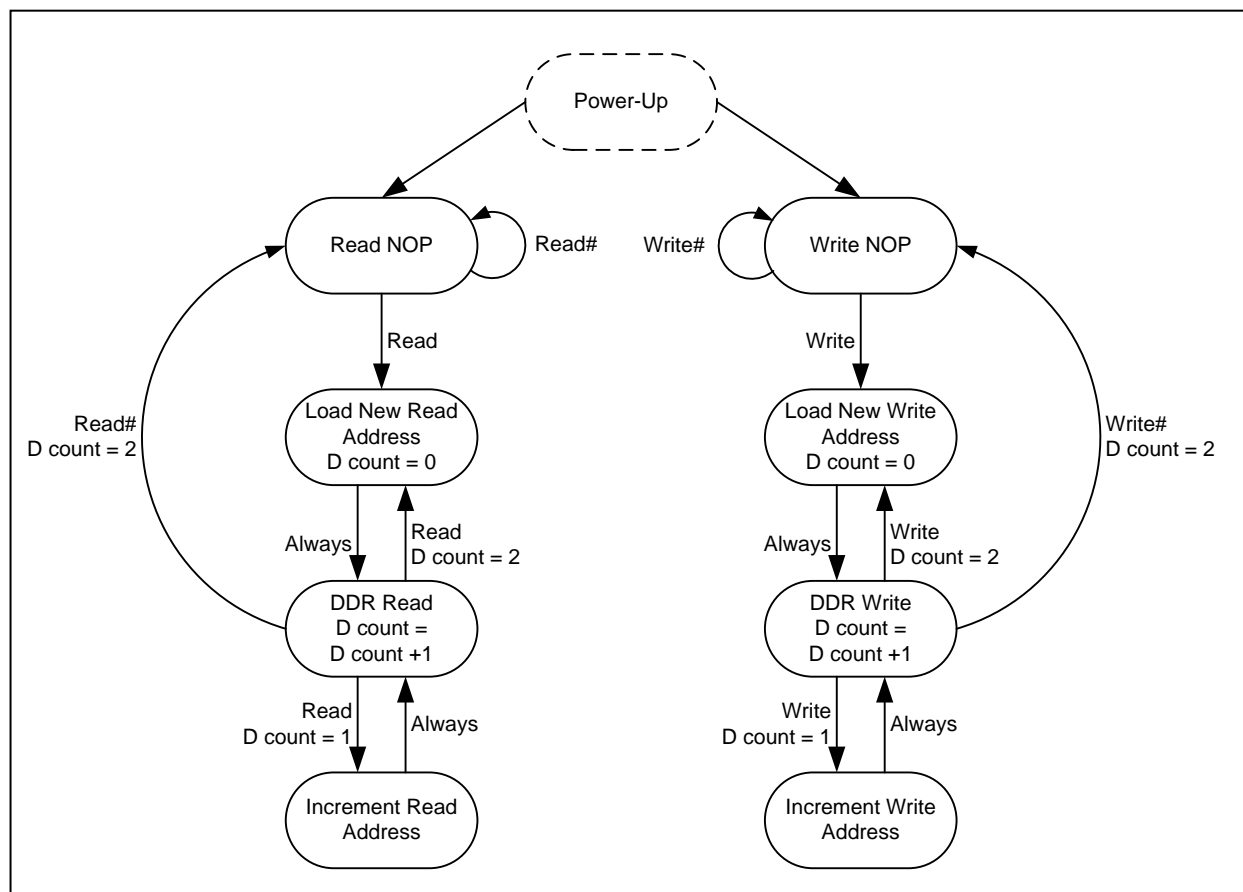 Power-Up
Read NOP
Read#
Write#
Write NOP
Read
Write
Load New Read
Address
D count = 0
Load New Write
Address
D count = 0
Read#
D count = 2
Write#
D count = 2
Always
Read
D count = 2
Always
Write
D count = 2
DDR Read
D count =
D count +1
DDR Write
D count =
D count +1
Read
D count = 1
Always
Write
D count = 1
Always
Increment Read
Address
Increment Write
Address